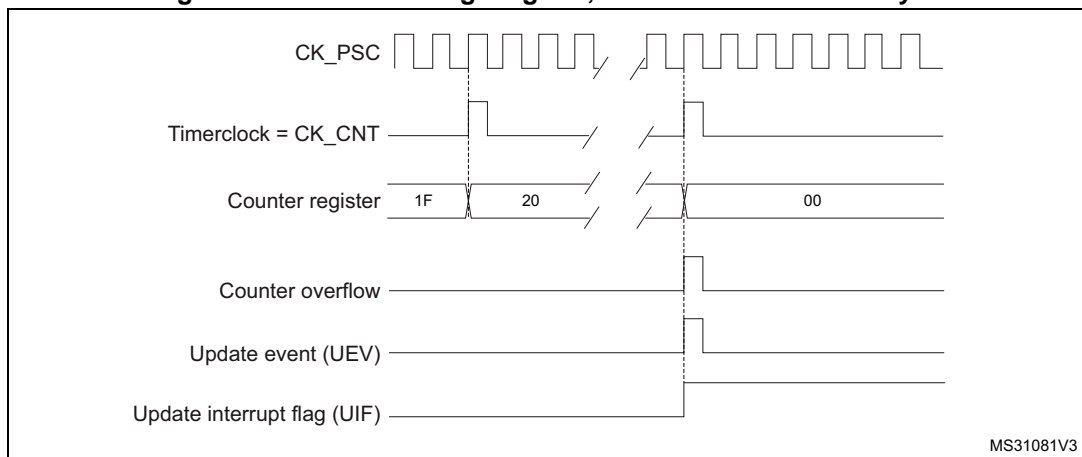 CK_PSC
Timerclock = CK_CNT
Counter register 1F 20 00
Counter overflow
Update event (UEV)
Update interrupt flag (UIF)
MS31081V3